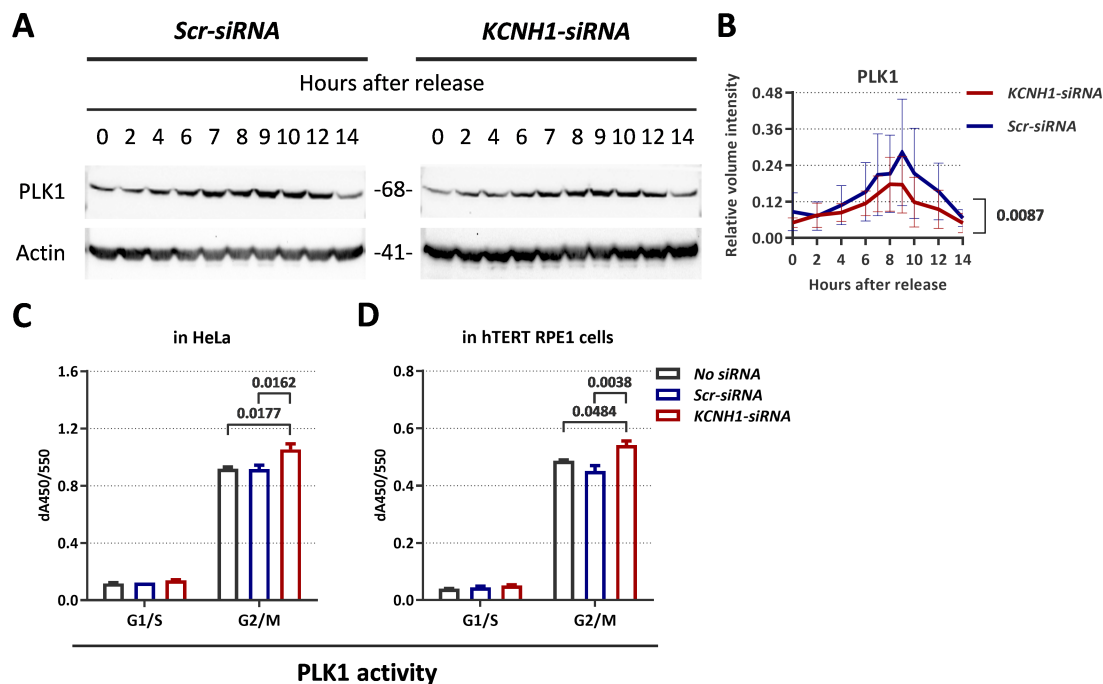 A
Scr-siRNA
KCNH1-siRNA
Hours after release
0 2 4 6 7 8 9 10 12 14
0 2 4 6 7 8 9 10 12 14
PLK1
-68-
Actin
-41-
B
PLK1
KCNH1-siRNA
Scr-siRNA
Relative volume intensity
0.48
0.36
0.24
0.12
0.00
0.0087
0 2 4 6 8 10 12 14
Hours after release
C
in HeLa
dA450/550
1.6
1.2
0.8
0.4
0.0
0.0162
0.0177
G1/S
G2/M
D
in hTERT RPE1 cells
dA450/550
0.8
0.6
0.4
0.2
0.0
0.0038
0.0484
G1/S
G2/M
No siRNA
Scr-siRNA
KCNH1-siRNA
PLK1 activity